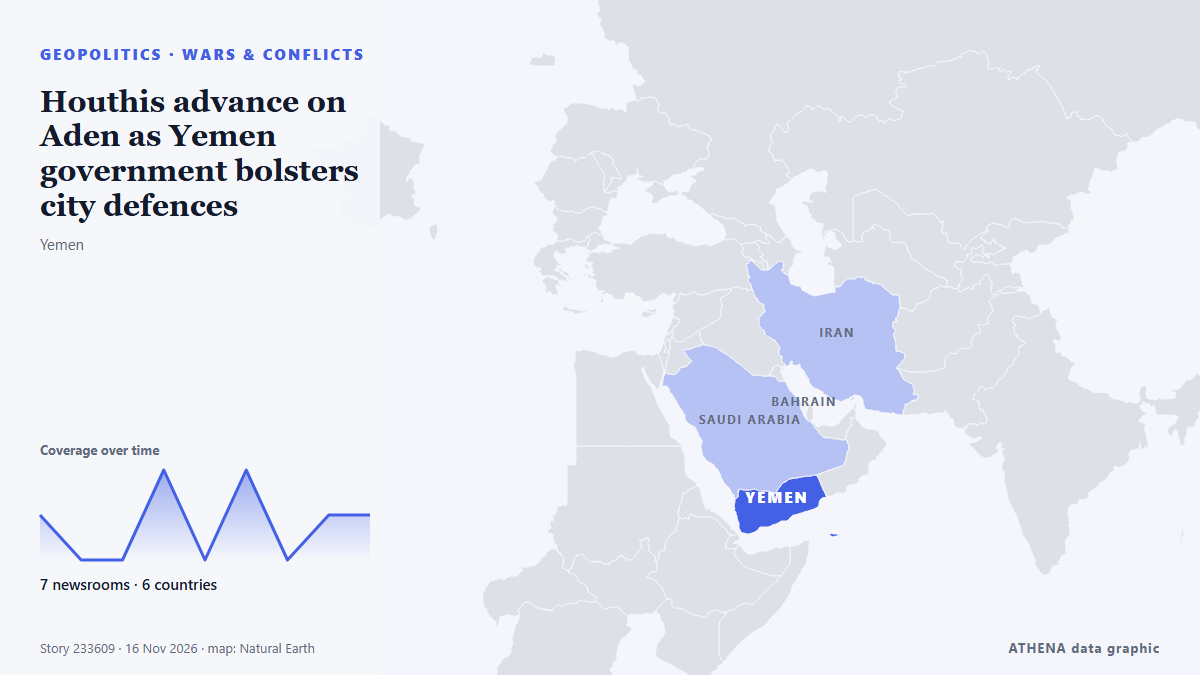 GEOPOLITICS · WARS & CONFLICTS
Houthis advance on
Aden as Yemen
government bolsters
city defences
Yemen
IRAN
BAHRAIN
SAUDI ARABIA
YEMEN
Coverage over time
7 newsrooms · 6 countries
Story 233609 · 16 Nov 2026 · map: Natural Earth
ATHENA data graphic